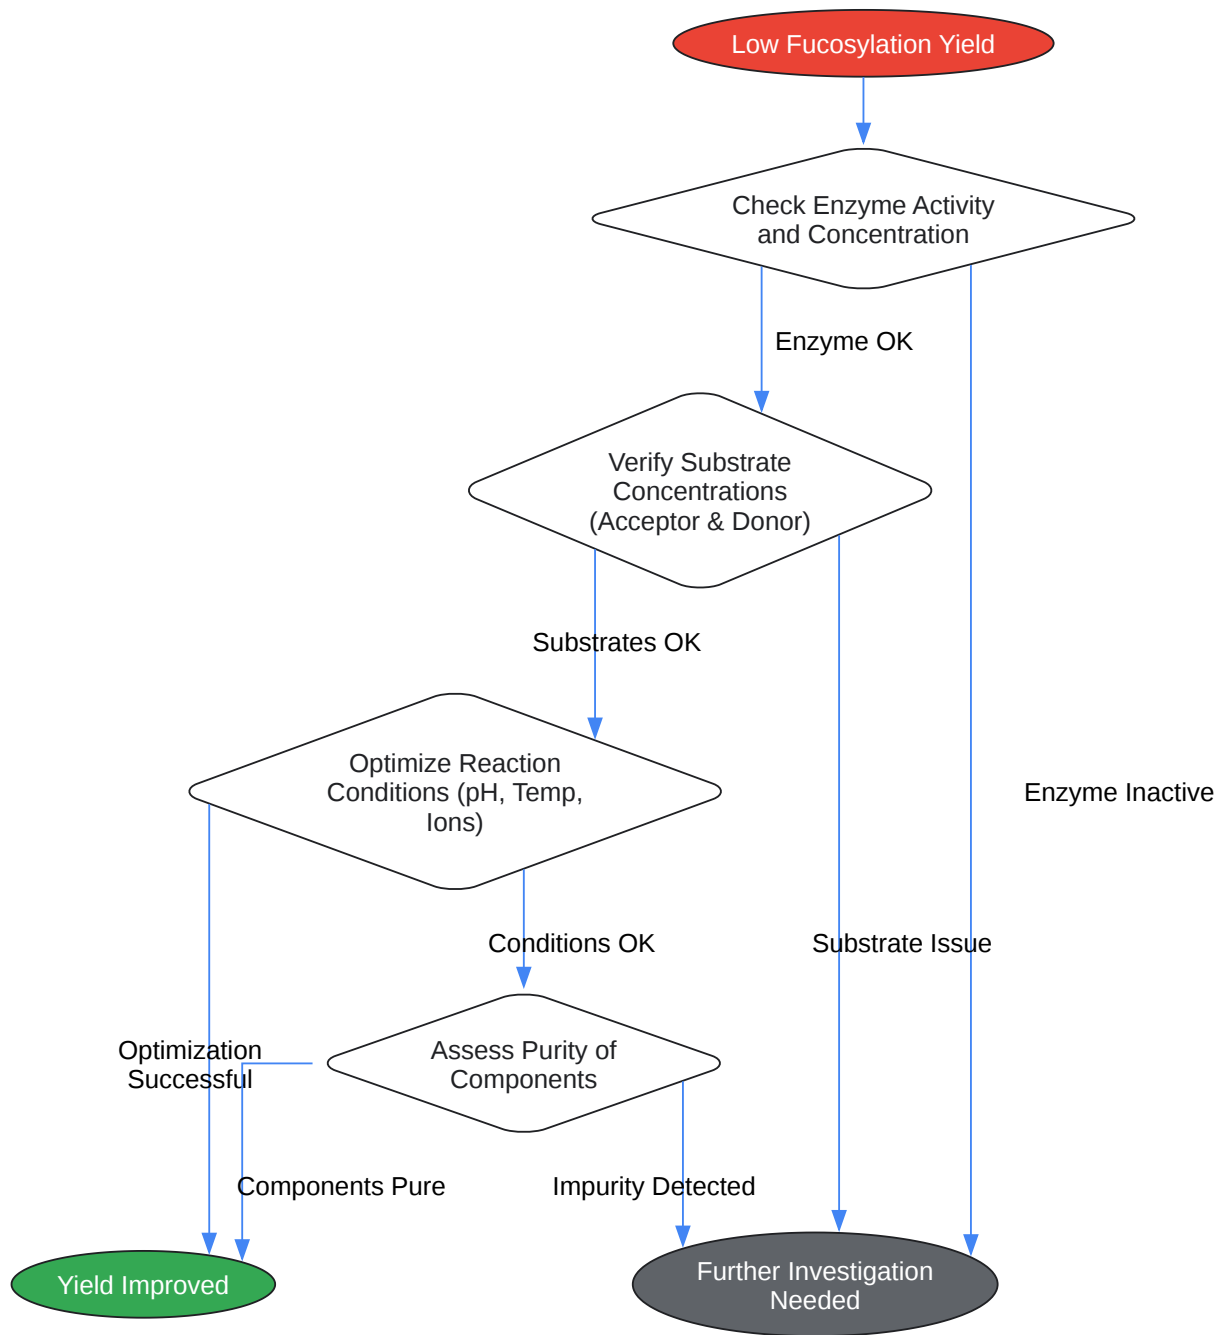 Low Fucosylation Yield
Check Enzyme Activity
and Concentration
Enzyme OK
Verify Substrate
Concentrations
(Acceptor & Donor)
Substrates OK
Optimize Reaction
Conditions (pH, Temp,
Ions)
Enzyme Inactive
Conditions OK
Substrate Issue
Optimization
Successful
Assess Purity of
Components
Components Pure
Impurity Detected
Yield Improved
Further Investigation
Needed